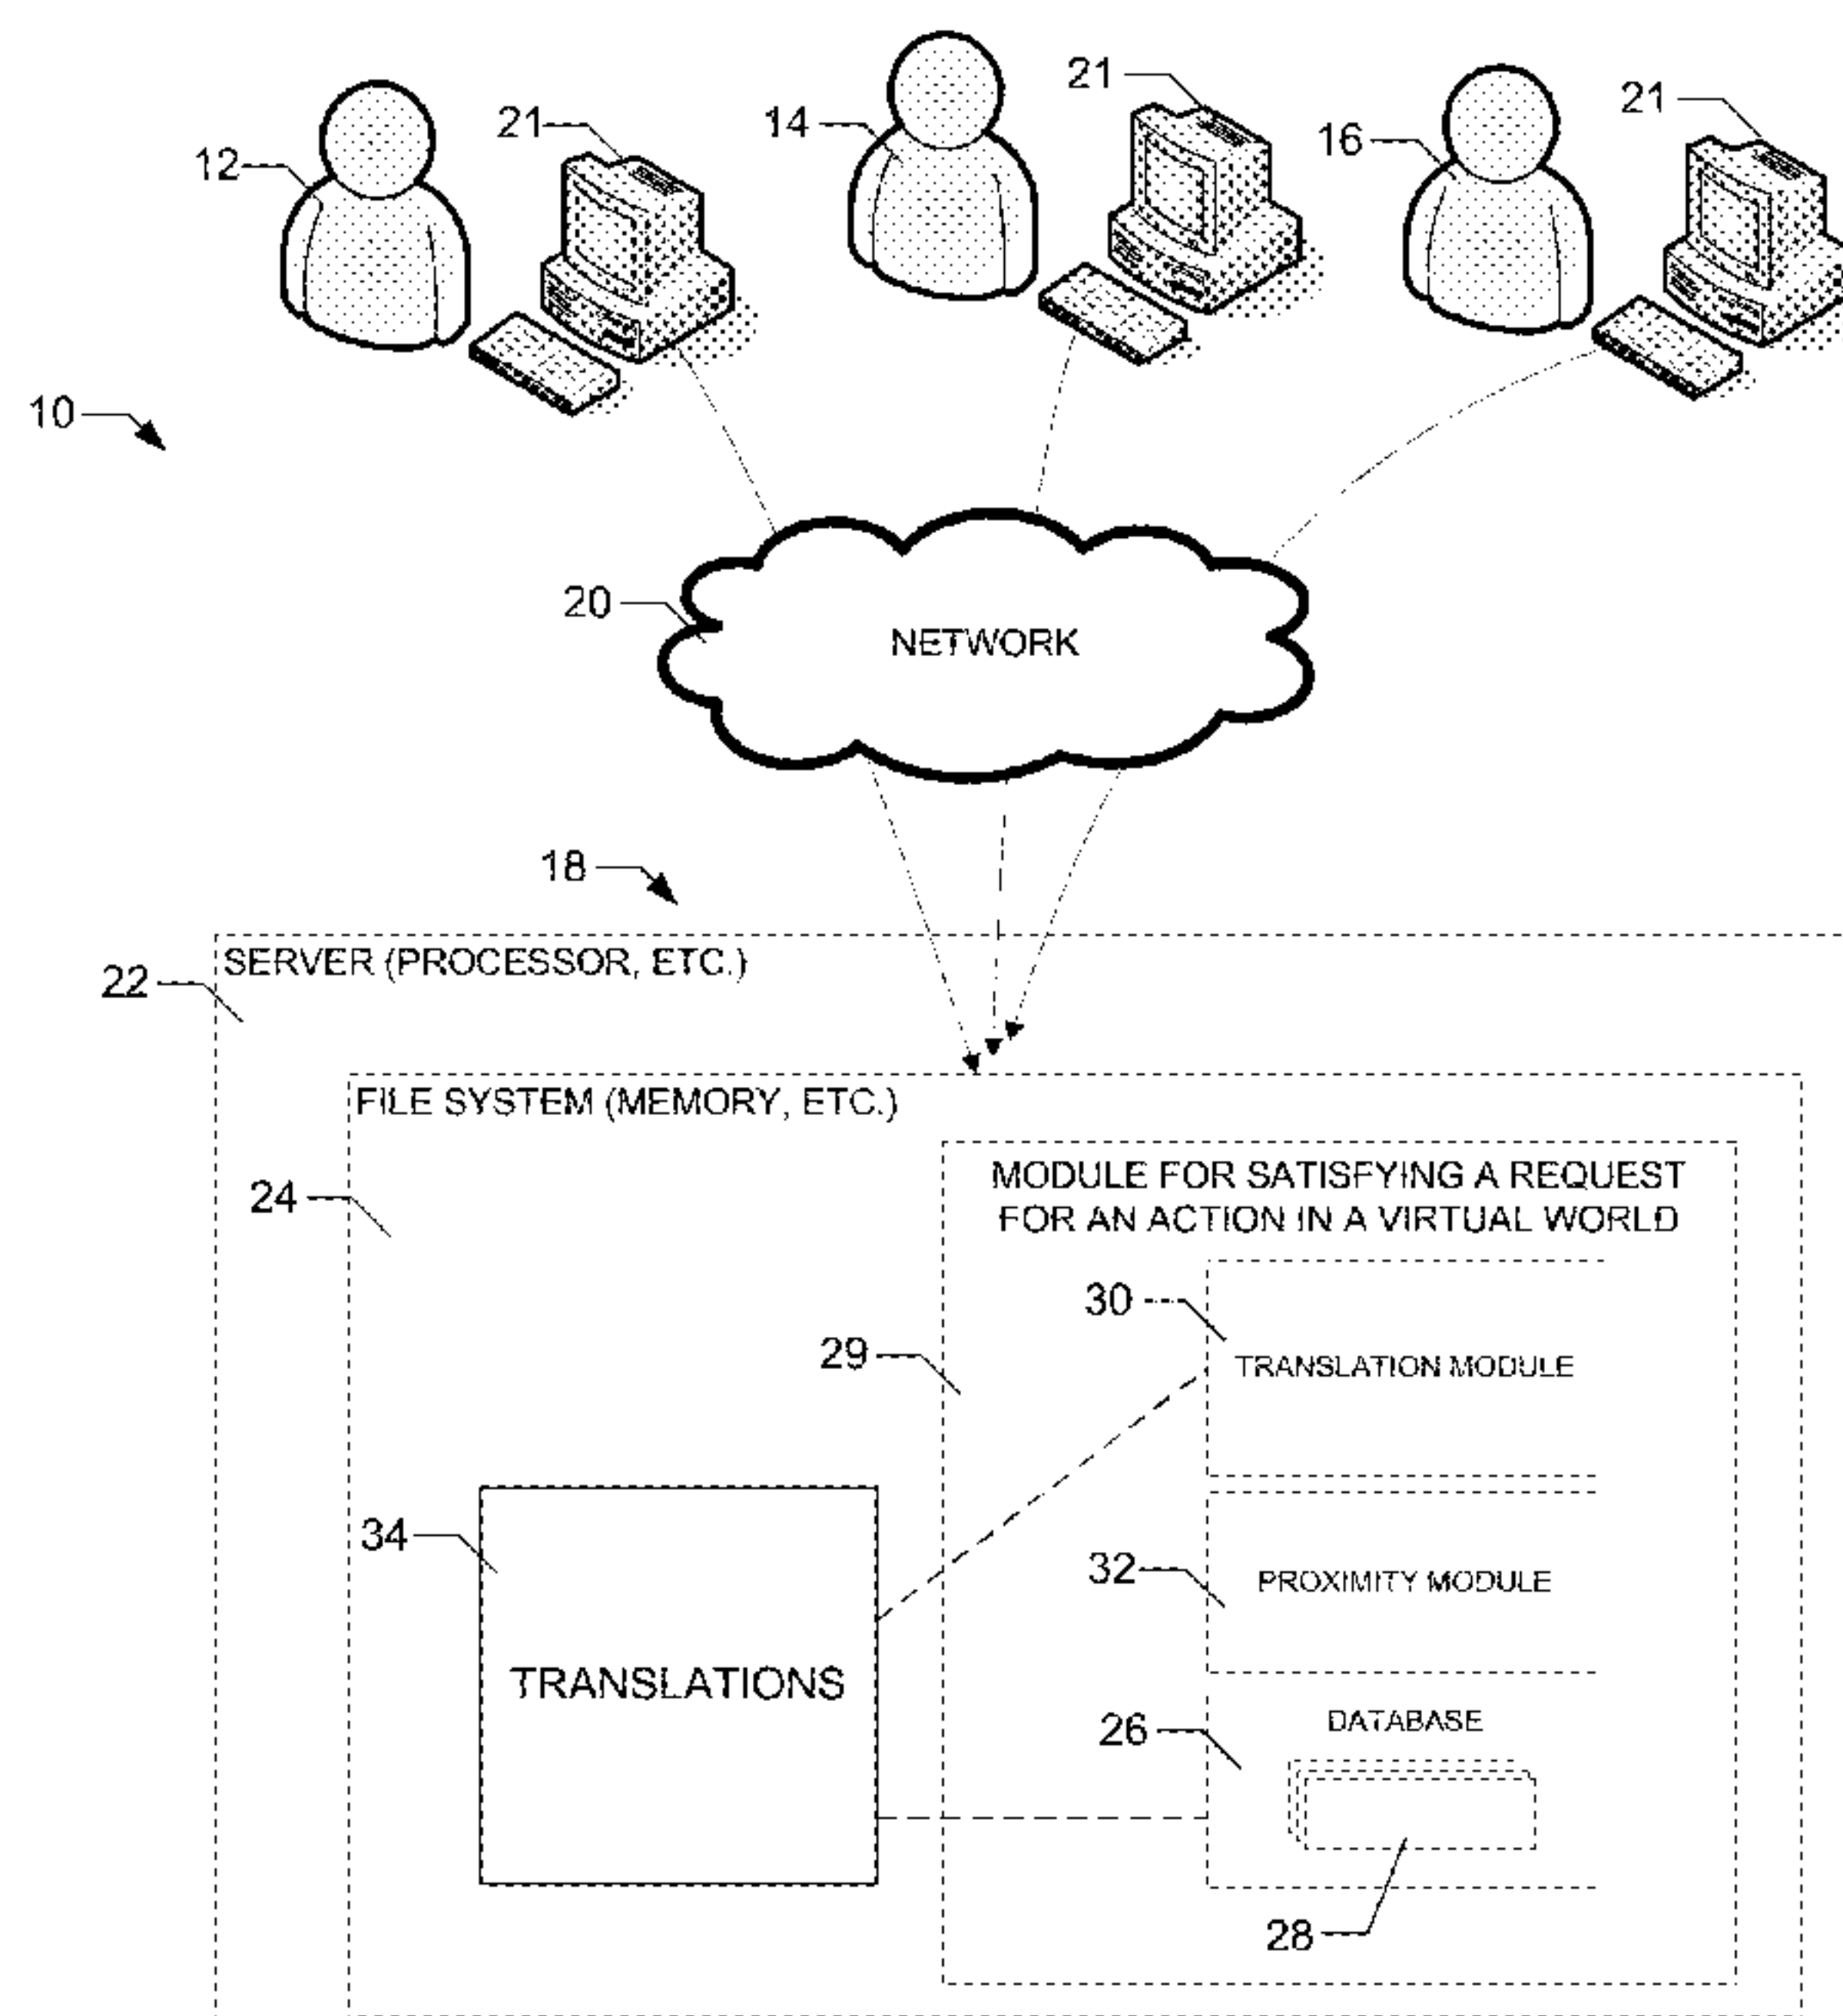 21
14
21
16
21
12
10
20
NETWORK
18
22
SERVER (PROCESSOR, ETC.)
FILE SYSTEM (MEMORY, ETC.)
24
MODULE FOR SATISFYING A REQUEST
FOR AN ACTION IN A VIRTUAL WORLD
30
29
TRANSLATION MODULE
34
32
PROXIMITY MODULE
TRANSLATIONS
26
DATABASE
28